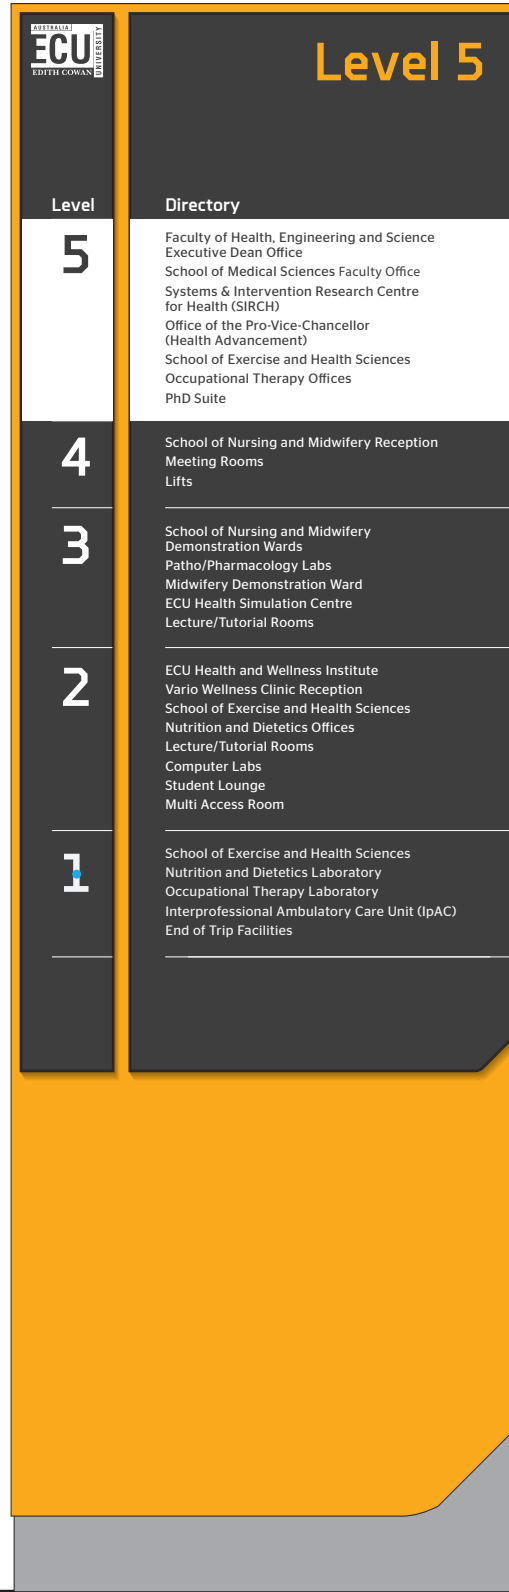 AUSTRALIA
ECU
EDITH COWAN
UNIVERSITY
Level 5
Level
Directory
5
Faculty of Health, Engineering and Science
Executive Dean Office
School of Medical Sciences Faculty Office
Systems & Intervention Research Centre
for Health (SIRCH)
Office of the Pro-Vice-Chancellor
(Health Advancement)
School of Exercise and Health Sciences
Occupational Therapy Offices
PhD Suite
4
School of Nursing and Midwifery Reception
Meeting Rooms
Lifts
3
School of Nursing and Midwifery
Demonstration Wards
Patho/Pharmacology Labs
Midwifery Demonstration Ward
ECU Health Simulation Centre
Lecture/Tutorial Rooms
2
ECU Health and Wellness Institute
Vario Wellness Clinic Reception
School of Exercise and Health Sciences
Nutrition and Dietetics Offices
Lecture/Tutorial Rooms
Computer Labs
Student Lounge
Multi Access Room
1
School of Exercise and Health Sciences
Nutrition and Dietetics Laboratory
Occupational Therapy Laboratory
Interprofessional Ambulatory Care Unit (IpAC)
End of Trip Facilities